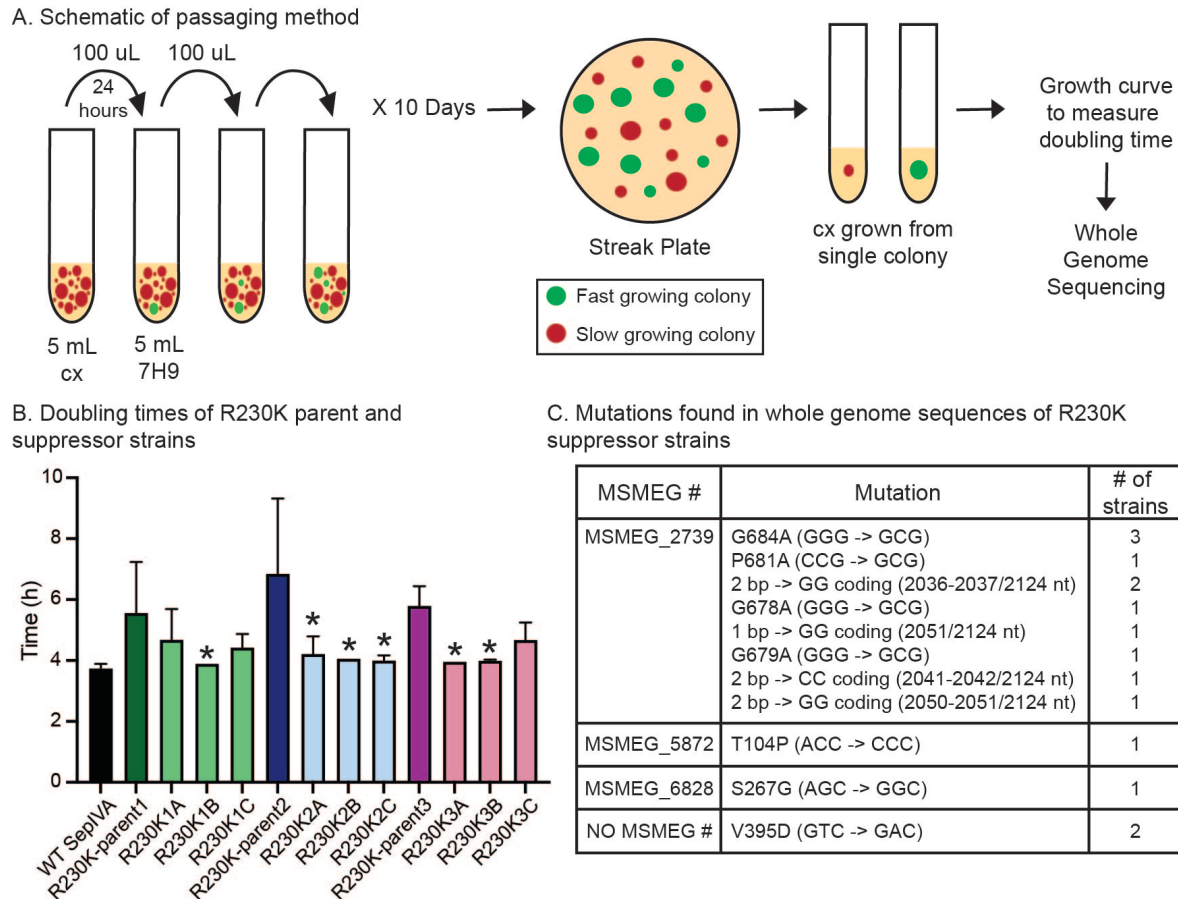 A. Schematic of passaging method
100 uL
100 uL
24
hours
5 mL
cx
5 mL
7H9
X 10 Days
Streak Plate
Fast growing colony
Slow growing colony
cx grown from
single colony
Growth curve
to measure
doubling time
Whole
Genome
Sequencing
B. Doubling times of R230K parent and
suppressor strains
Time (h)
10
8
6
4
2
0
* * * * * *
WT SepIVA
R230K-parent1
R230K1A
R230K1B
R230K1C
R230K-parent2
R230K2A
R230K2B
R230K2C
R230K-parent3
R230K3A
R230K3B
R230K3C
C. Mutations found in whole genome sequences of R230K
suppressor strains
MSMEG # Mutation # of
strains
MSMEG_2739 G684A (GGG -> GCG) 3
P681A (CCG -> GCG) 1
2 bp -> GG coding (2036-2037/2124 nt) 2
G678A (GGG -> GCG) 1
1 bp -> GG coding (2051/2124 nt) 1
G679A (GGG -> GCG) 1
2 bp -> CC coding (2041-2042/2124 nt) 1
2 bp -> GG coding (2050-2051/2124 nt) 1
MSMEG_5872 T104P (ACC -> CCC) 1
MSMEG_6828 S267G (AGC -> GGC) 1
NO MSMEG # V395D (GTC -> GAC) 2